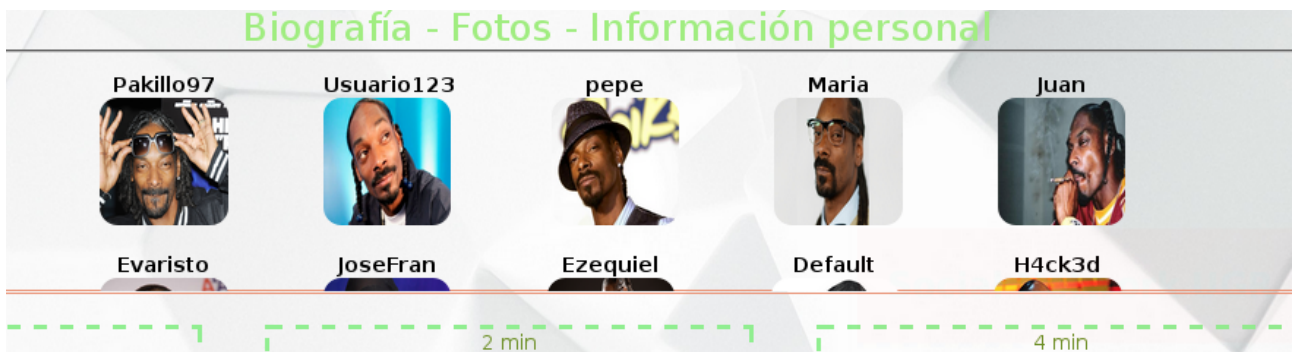 Biografía - Fotos - Información personal
Pakillo97 Usuario123 pepe Maria Juan
Evaristo JoseFran Ezequiel Default H4ck3d
2 min 4 min